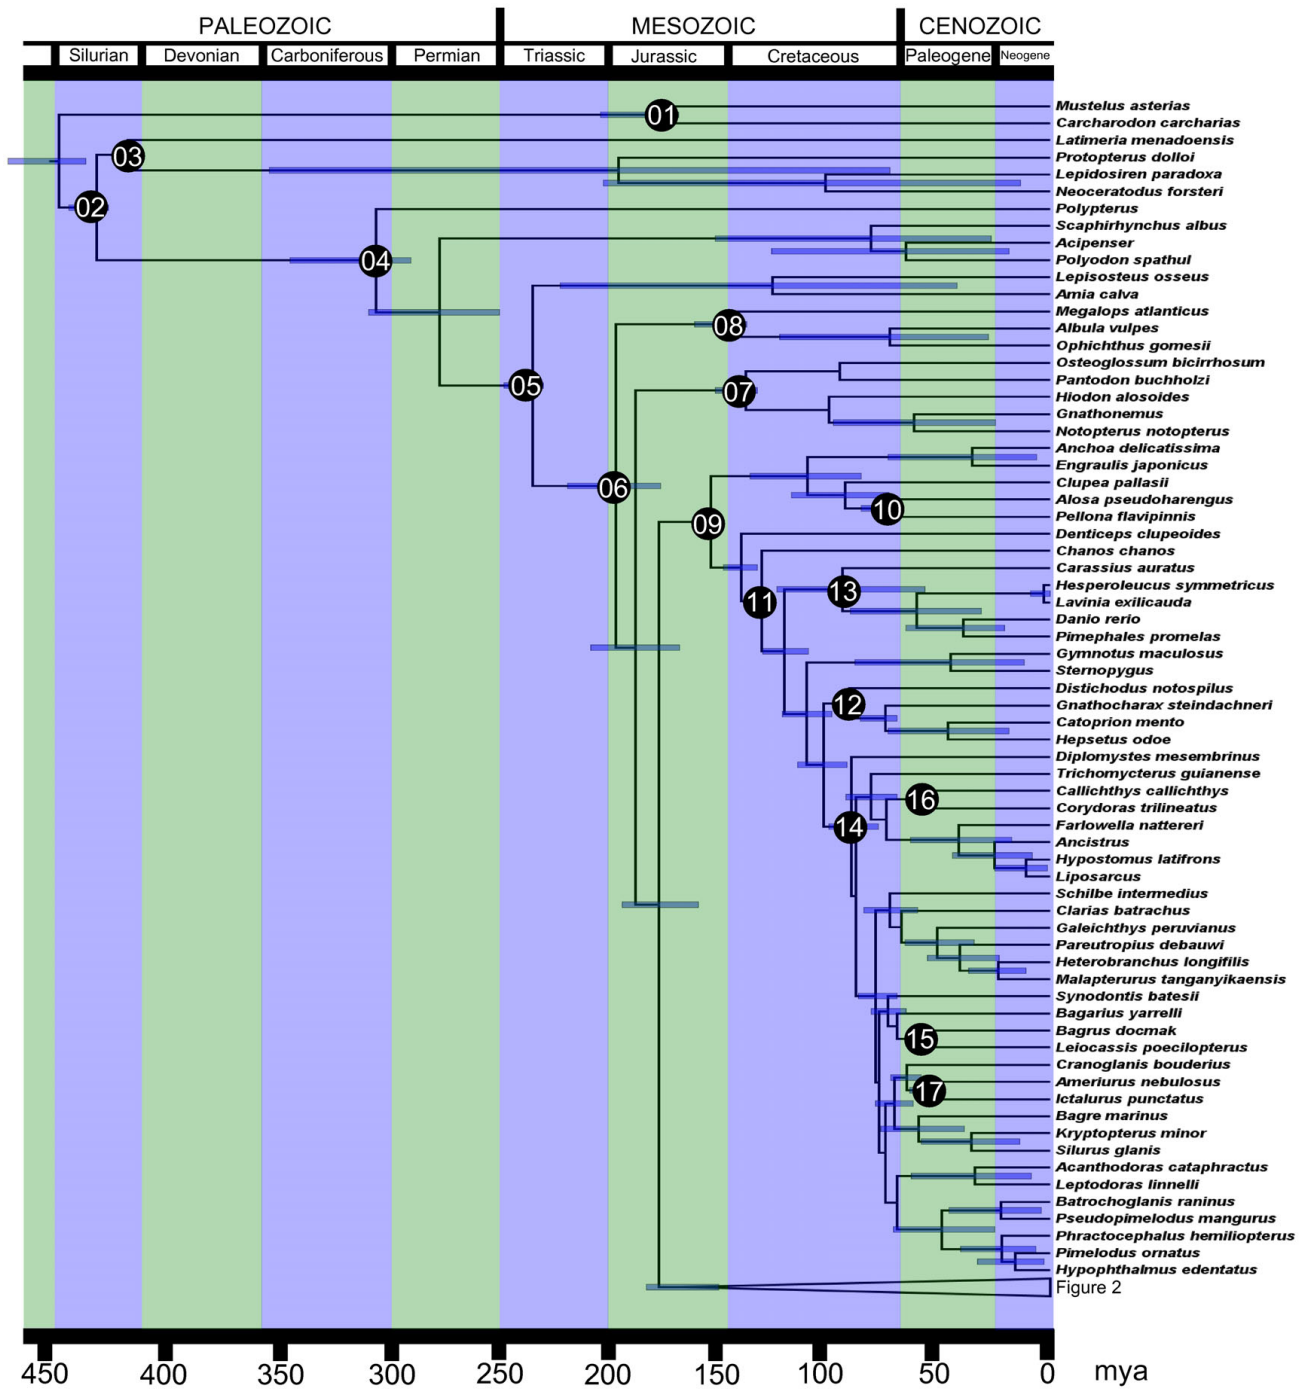 PALEOZOIC MESOZOIC CENOZOIC
Silurian Devonian Carboniferous Permian Triassic Jurassic Cretaceous Paleogene Neogene
Mustelus asterias
01
Carcharodon carcharias
Latimeria menadoensis
03
Protopterus dolloi
Lepidosiren paradoxa
Neoceratodus forsteri
02
Polypterus
Scaphirhynchus albus
Acipenser
04
Polyodon spathul
Lepisosteus osseus
Amia calva
Megalops atlanticus
08
Albula vulpes
Ophichthus gomesii
Osteoglossum bicirrhosum
Pantodon buchholzi
05
07
Hiodon alosoides
Gnathonemus
Notopterus notopterus
Anchoa delicatissima
Engraulis japonicus
Clupea pallasii
06
Alosa pseudoharengus
10
Pellona flavipinnis
09
Denticeps clupeoides
Chanos chanos
Carassius auratus
Hesperoleucus symmetricus
13
Lavinia exilicauda
11
Danio rerio
Pimephales promelas
Gymnotus maculosus
Sternopygus
Distichodus notospilus
12
Gnathocharax steindachneri
Catoprion mento
Hepsetus odoe
Diplomystes mesembrinus
Trichomycterus guianense
Callichthys callichthys
16
Corydoras trilineatus
14
Farlowella nattereri
Ancistrus
Hypostomus latifrons
Liposarcus
Schilbe intermedius
Clarias batrachus
Galeichthys peruvianus
Pareutropius debauwi
Heterobranchus longifilis
Malapterurus tanganyikaensis
Synodontis batesii
Bagarius yarrelli
Bagrus docmak
15
Leiocassis poecilopterus
Cranoglanis bouderius
Ameriurus nebulosus
17
Ictalurus punctatus
Bagre marinus
Kryptopterus minor
Silurus glanis
Acanthodoras cataphractus
Leptodoras linnelli
Batrochoglanis raninus
Pseudopimelodus mangurus
Phractocephalus hemiliopterus
Pimelodus ornatus
Hypophthalmus edentatus
Figure 2
450 400 350 300 250 200 150 100 50 0 mya